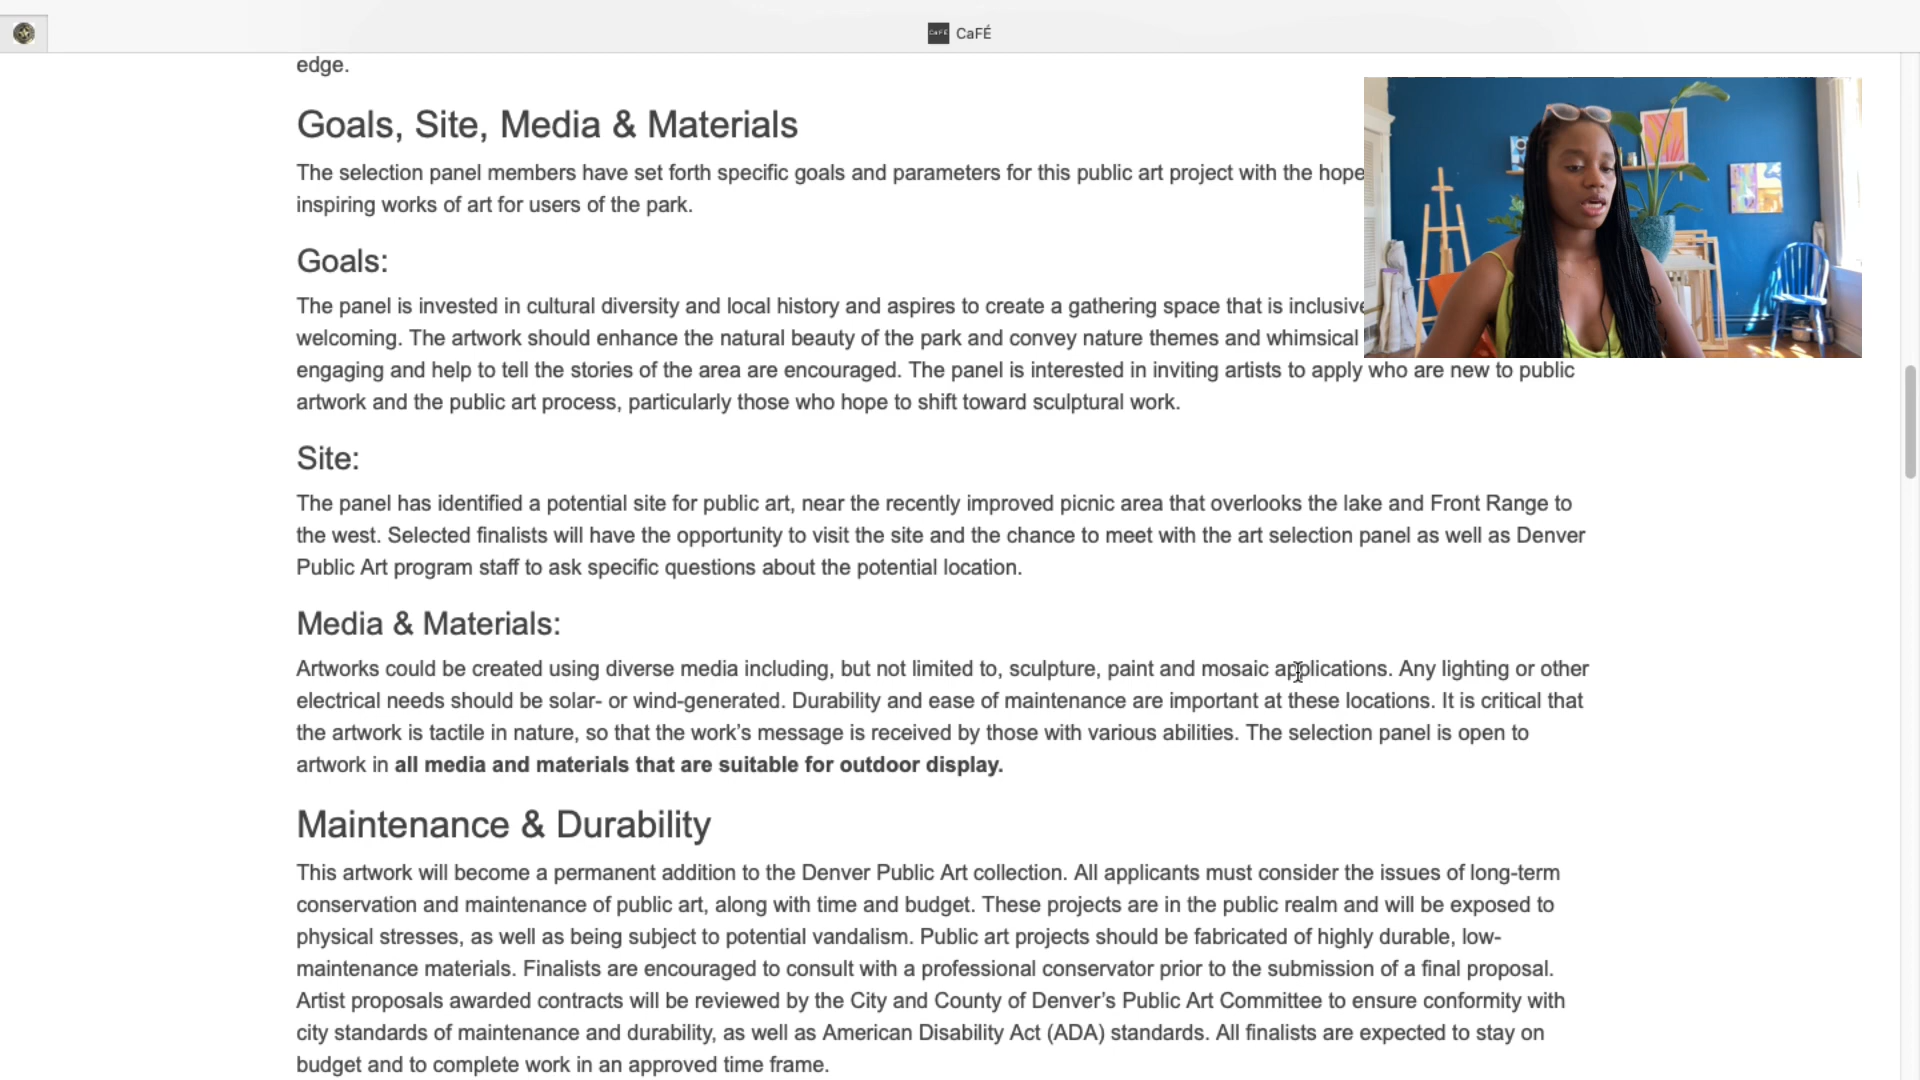 CaFÉ CaFÉ
edge.
Goals, Site, Media & Materials
The selection panel members have set forth specific goals and parameters for this public art project with the hope
inspiring works of art for users of the park.
Goals:
The panel is invested in cultural diversity and local history and aspires to create a gathering space that is inclusive
welcoming. The artwork should enhance the natural beauty of the park and convey nature themes and whimsical
engaging and help to tell the stories of the area are encouraged. The panel is interested in inviting artists to apply who are new to public
artwork and the public art process, particularly those who hope to shift toward sculptural work.
Site:
The panel has identified a potential site for public art, near the recently improved picnic area that overlooks the lake and Front Range to
the west. Selected finalists will have the opportunity to visit the site and the chance to meet with the art selection panel as well as Denver
Public Art program staff to ask specific questions about the potential location.
Media & Materials:
Artworks could be created using diverse media including, but not limited to, sculpture, paint and mosaic applications. Any lighting or other
electrical needs should be solar- or wind-generated. Durability and ease of maintenance are important at these locations. It is critical that
the artwork is tactile in nature, so that the work’s message is received by those with various abilities. The selection panel is open to
artwork in all media and materials that are suitable for outdoor display.
Maintenance & Durability
This artwork will become a permanent addition to the Denver Public Art collection. All applicants must consider the issues of long-term
conservation and maintenance of public art, along with time and budget. These projects are in the public realm and will be exposed to
physical stresses, as well as being subject to potential vandalism. Public art projects should be fabricated of highly durable, low-
maintenance materials. Finalists are encouraged to consult with a professional conservator prior to the submission of a final proposal.
Artist proposals awarded contracts will be reviewed by the City and County of Denver’s Public Art Committee to ensure conformity with
city standards of maintenance and durability, as well as American Disability Act (ADA) standards. All finalists are expected to stay on
budget and to complete work in an approved time frame.